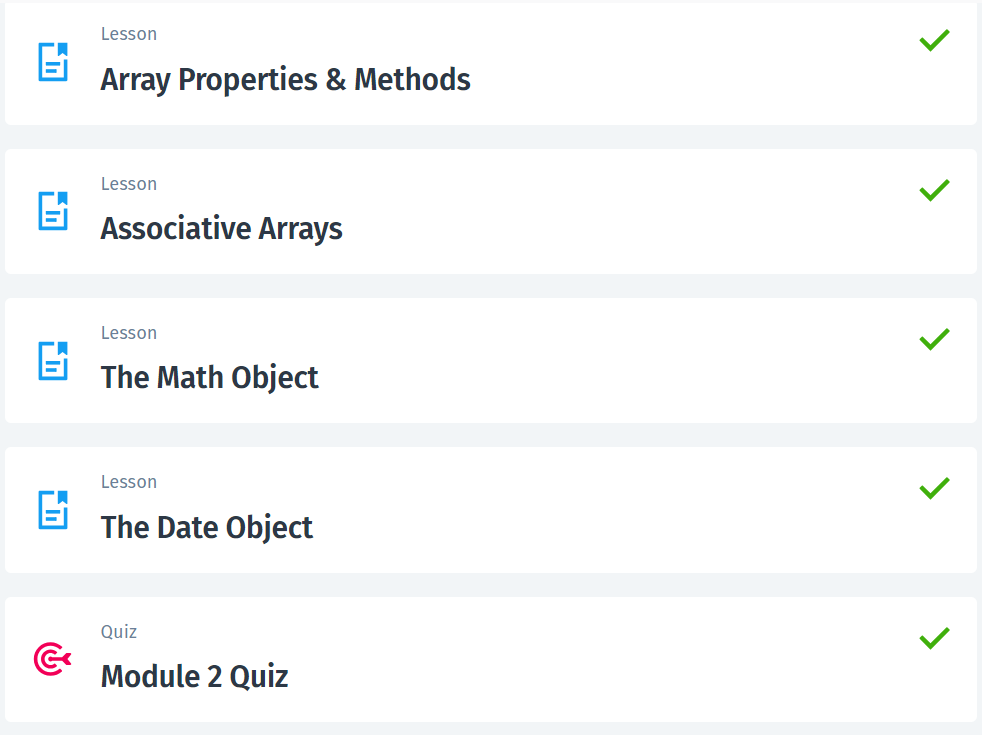 Lesson
Array Properties & Methods
Lesson
Associative Arrays
Lesson
The Math Object
Lesson
The Date Object
Quiz
Module 2 Quiz